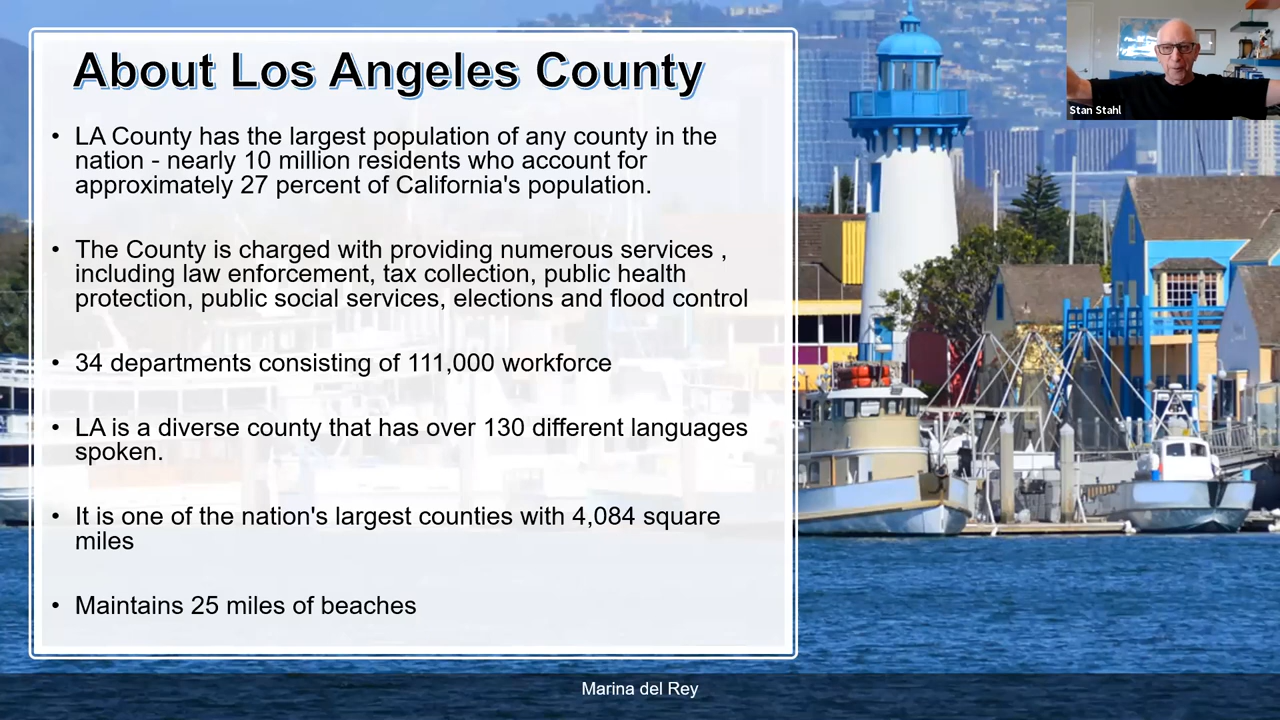 About Los Angeles County
• LA County has the largest population of any county in the
nation - nearly 10 million residents who account for
approximately 27 percent of California's population.
• The County is charged with providing numerous services ,
including law enforcement, tax collection, public health
protection, public social services, elections and flood control
• 34 departments consisting of 111,000 workforce
• LA is a diverse county that has over 130 different languages
spoken.
• It is one of the nation's largest counties with 4,084 square
miles
• Maintains 25 miles of beaches
Stan Stahl
Marina del Rey